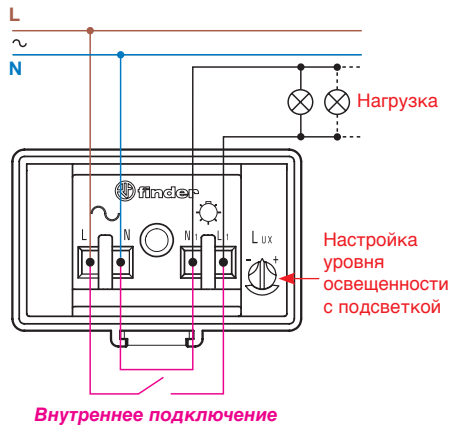 L
N
Нагрузка
finder
L N N1 L1 LUX
- +
Настройка
уровня
освещенности
с подсветкой
Внутреннее подключение